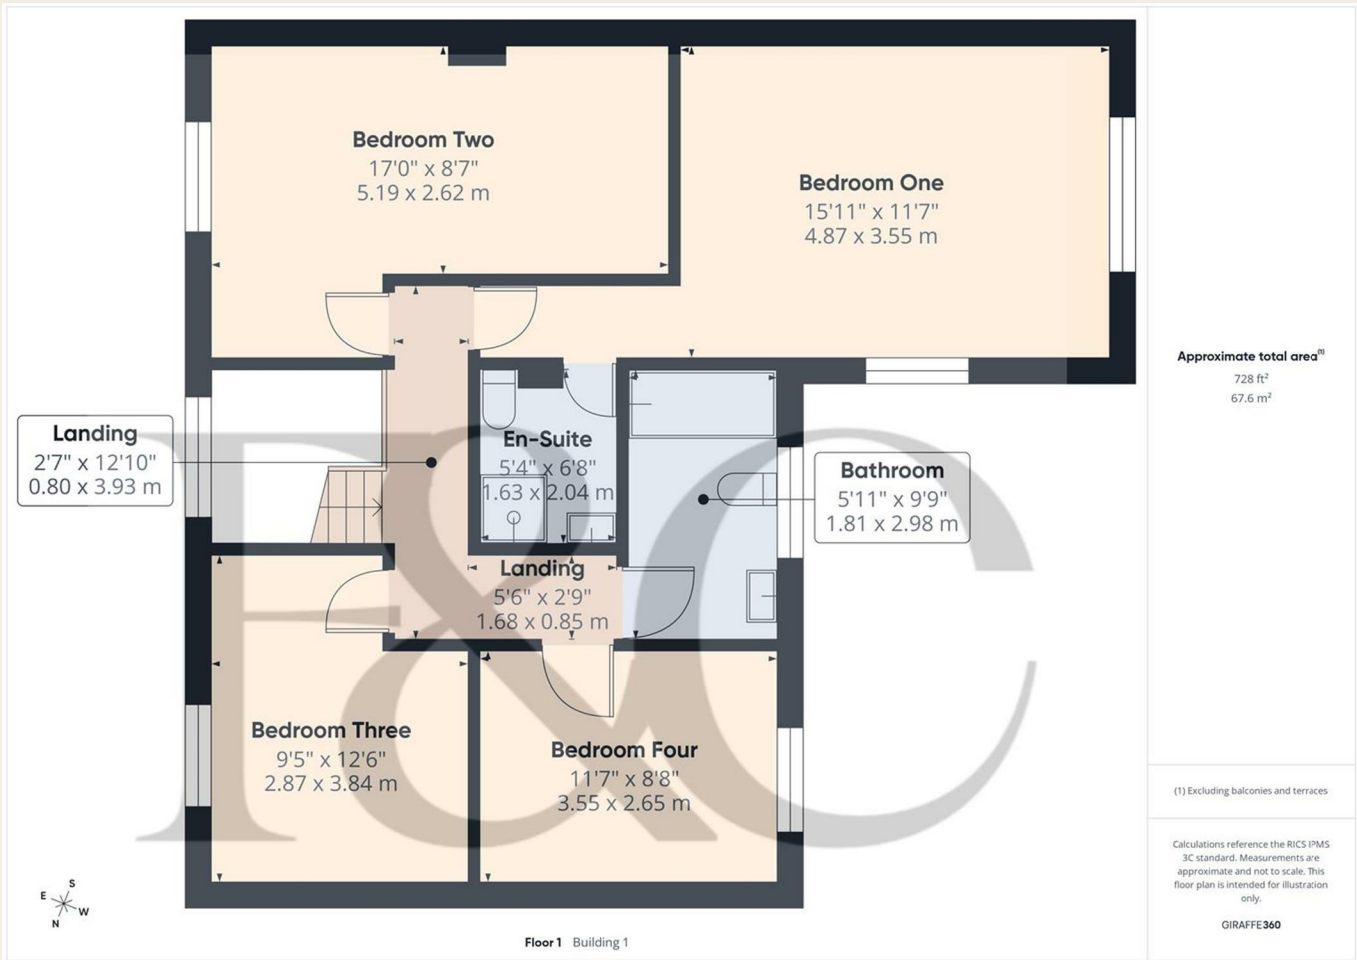 Bedroom Two
17'0" x 8'7"
5.19 x 2.62 m
Bedroom One
15'11" x 11'7"
4.87 x 3.55 m
Approximate total area(1)
728 ft²
67.6 m²
Landing
2'7" x 12'10"
0.80 x 3.93 m
En-Suite
5'4" x 6'8"
1.63 x 2.04 m
Bathroom
5'11" x 9'9"
1.81 x 2.98 m
Landing
5'6" x 2'9"
1.68 x 0.85 m
Bedroom Three
9'5" x 12'6"
2.87 x 3.84 m
Bedroom Four
11'7" x 8'8"
3.55 x 2.65 m
F&C
(1) Excluding balconies and terraces
Calculations reference the RICS IPMS
3C standard. Measurements are
approximate and not to scale. This
floor plan is intended for illustration
only.
GIRAFFE360
S
E
W
N
Floor 1 Building 1